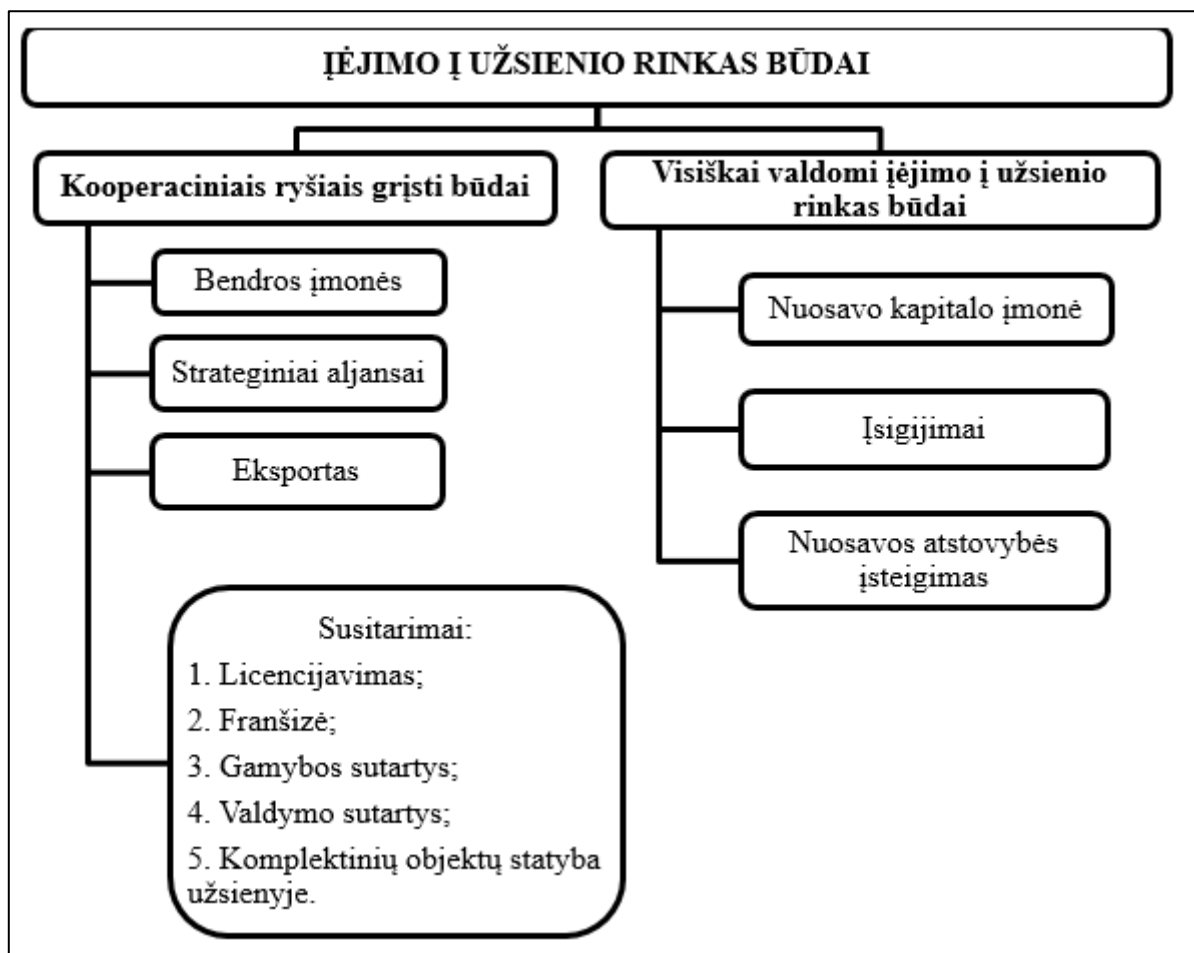 ĮĖJIMO Į UŽSIENIO RINKAS BŪDAI
Kooperaciniais ryšiais grįsti būdai
Bendros įmonės
Strateginiai aljansai
Eksportas
Susitarimai:
1. Licencijavimas;
2. Franšizė;
3. Gamybos sutartys;
4. Valdymo sutartys;
5. Komplektinių objektų statyba
užsienyje.
Visiškai valdomi įėjimo į užsienio
rinkas būdai
Nuosavo kapitalo įmonė
Įsigijimai
Nuosavos atstovybės
įsteigimas